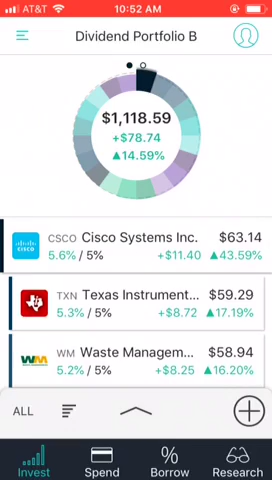 AT&T 10:52 AM
Dividend Portfolio B
$1,118.59
+$78.74
▲14.59%
CSCO Cisco Systems Inc. $63.14
CISCO
5.6% / 5% +$11.40 ▲43.59%
TXN Texas Instrument... $59.29
5.3% / 5% +$8.72 ▲17.19%
WM Waste Managem... $58.94
WM
5.2% / 5% +$8.25 ▲16.20%
ALL
Invest Spend Borrow Research